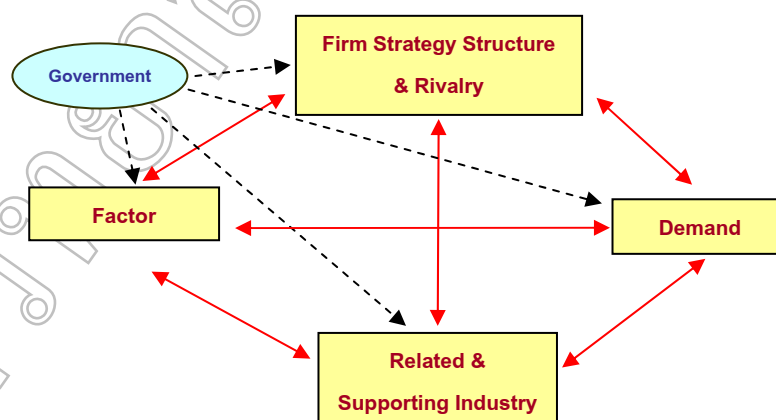 Firm Strategy Structure
& Rivalry
Government
Factor
Demand
Related &
Supporting Industry